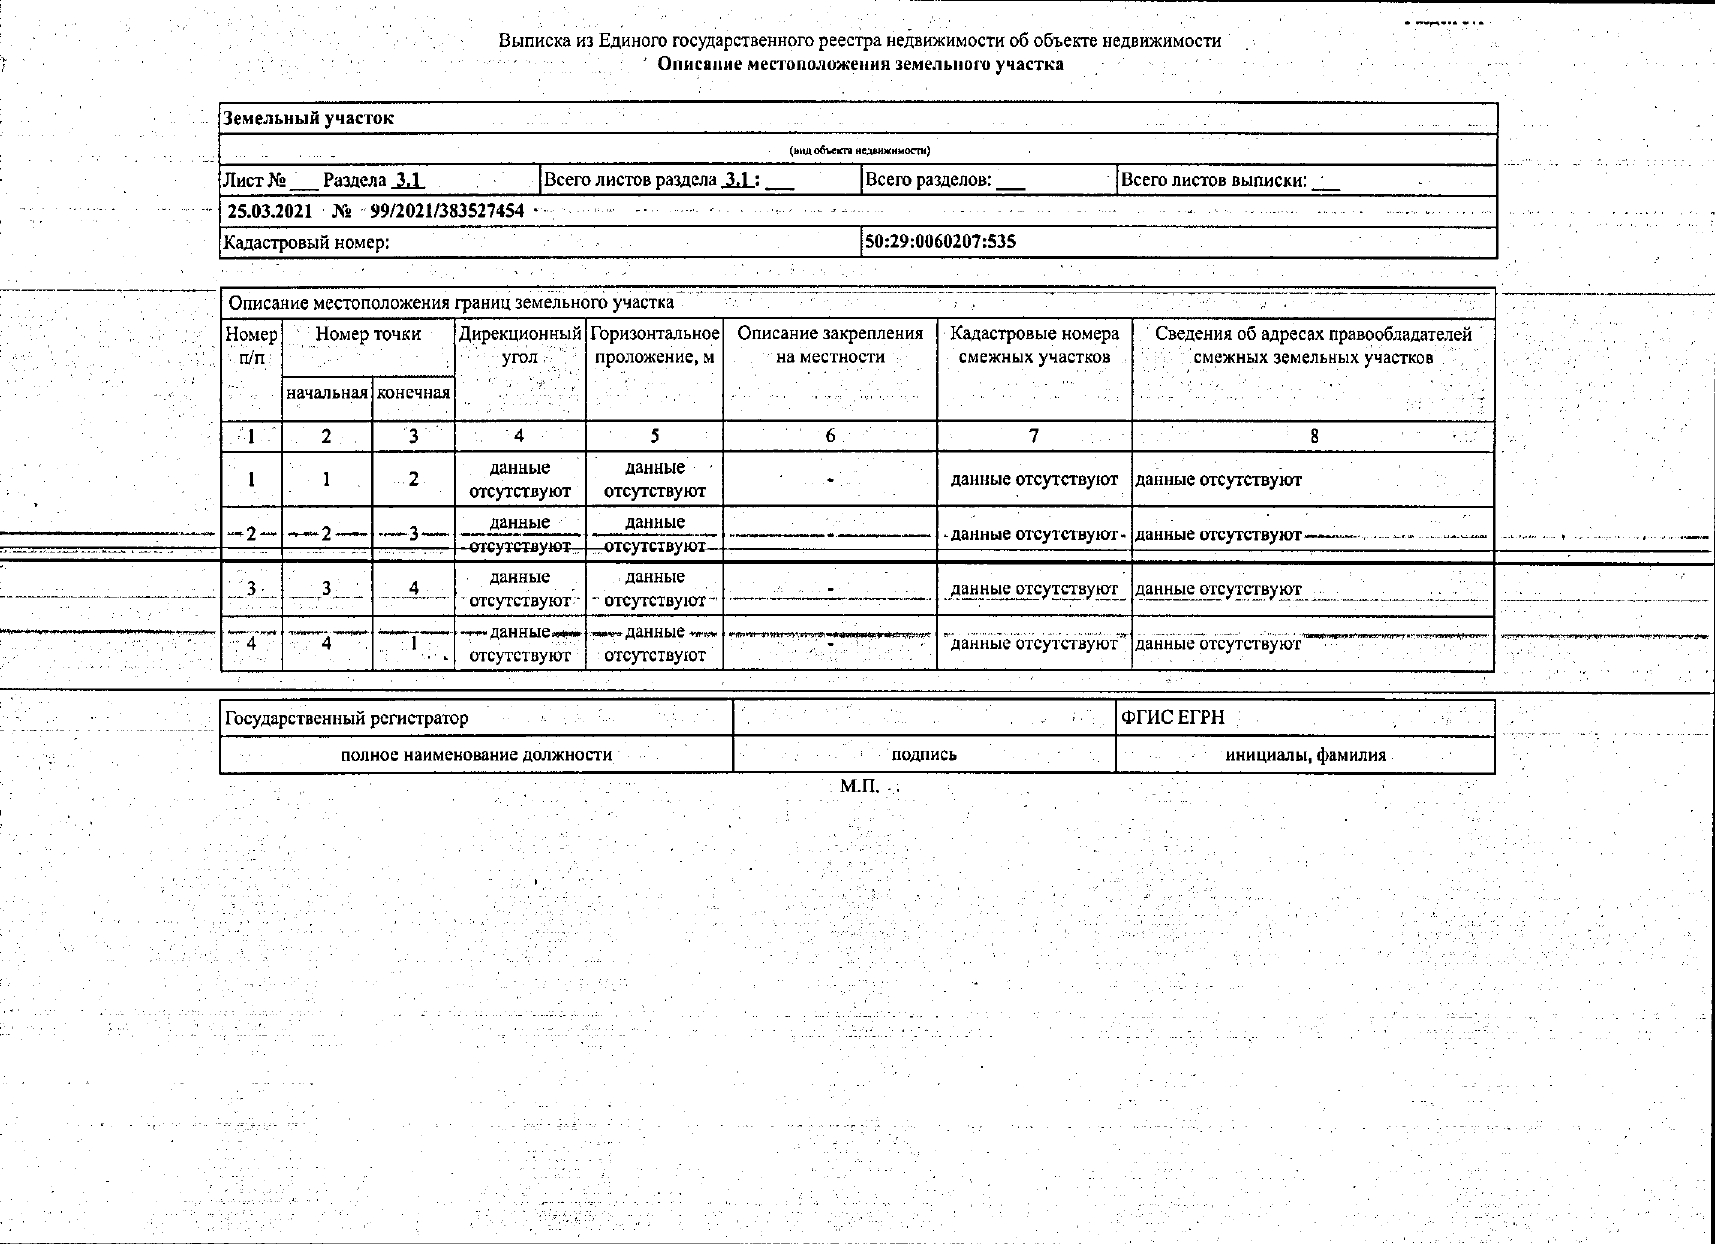 Выписка из Единого государственного реестра недвижимости об объекте недвижимости
Описание местоположения земельного участка
Земельный участок
(вид объекта недвижимости)
Лист № ___ Раздела 3.1 Всего листов раздела 3.1: ___ Всего разделов: ___ Всего листов выписки: ___
25.03.2021 № 99/2021/383527454
Кадастровый номер: 50:29:0060207:535
Описание местоположения границ земельного участка
Номер Номер точки Дирекционный Горизонтальное Описание закрепления Кадастровые номера Сведения об адресах правообладателей
п/п угол проложение, м на местности смежных участков смежных земельных участков
начальная конечная
1 2 3 4 5 6 7 8
данные данные
1 1 2 - данные отсутствуют данные отсутствуют
отсутствуют отсутствуют
данные данные
2 2 3 - данные отсутствуют данные отсутствуют
отсутствуют отсутствуют
данные данные
3 3 4 - данные отсутствуют данные отсутствуют
отсутствуют отсутствуют
данные данные
4 4 1 - данные отсутствуют данные отсутствуют
отсутствуют отсутствуют
Государственный регистратор ФГИС ЕГРН
полное наименование должности подпись инициалы, фамилия
М.П.